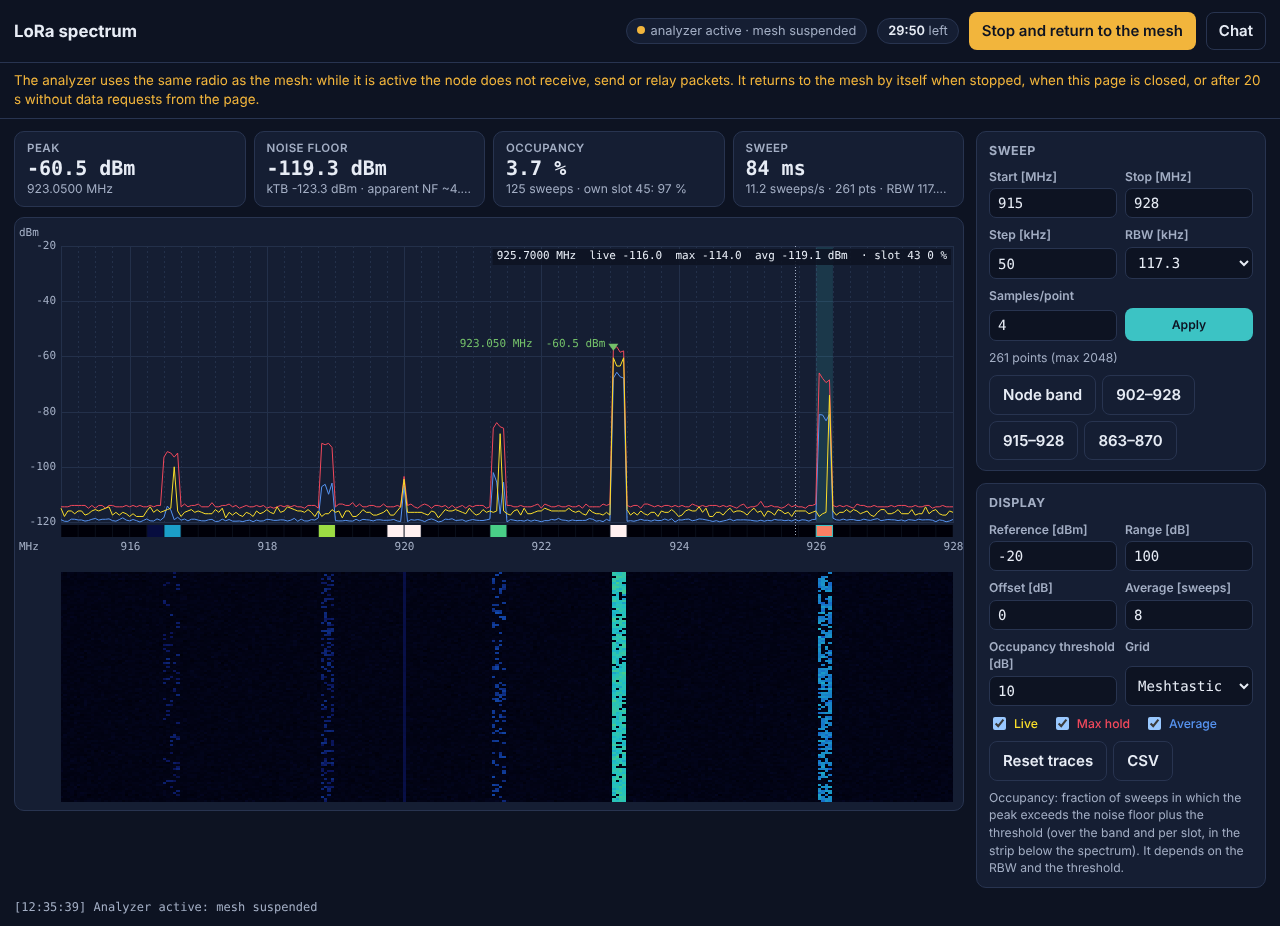 LoRa spectrum
analyzer active · mesh suspended
29:50 left
Stop and return to the mesh
Chat
The analyzer uses the same radio as the mesh: while it is active the node does not receive, send or relay packets. It returns to the mesh by itself when stopped, when this page is closed, or after 20
s without data requests from the page.
PEAK
-60.5 dBm
923.0500 MHz
NOISE FLOOR
-119.3 dBm
kTB -123.3 dBm · apparent NF ~4....
OCCUPANCY
3.7 %
125 sweeps · own slot 45: 97 %
SWEEP
84 ms
11.2 sweeps/s · 261 pts · RBW 117....
dBm
-20
925.7000 MHz live -116.0 max -114.0 avg -119.1 dBm · slot 43 0 %
-40
923.050 MHz -60.5 dBm
-60
-80
-100
-120
MHz 916 918 920 922 924 926 928
SWEEP
Start [MHz] Stop [MHz]
915 928
Step [kHz] RBW [kHz]
50 117.3
Samples/point
4 Apply
261 points (max 2048)
Node band 902–928
915–928 863–870
DISPLAY
Reference [dBm] Range [dB]
-20 100
Offset [dB] Average [sweeps]
0 8
Occupancy threshold Grid
[dB]
10 Meshtastic
Live Max hold Average
Reset traces CSV
Occupancy: fraction of sweeps in which the
peak exceeds the noise floor plus the
threshold (over the band and per slot, in the
strip below the spectrum). It depends on the
RBW and the threshold.
[12:35:39] Analyzer active: mesh suspended